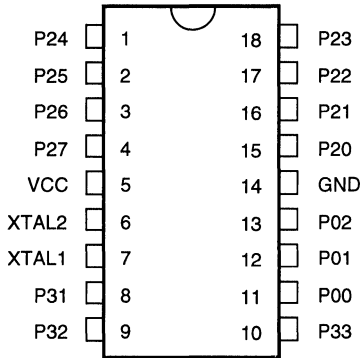 P24 1 18 P23
P25 2 17 P22
P26 3 16 P21
P27 4 15 P20
VCC 5 14 GND
XTAL2 6 13 P02
XTAL1 7 12 P01
P31 8 11 P00
P32 9 10 P33